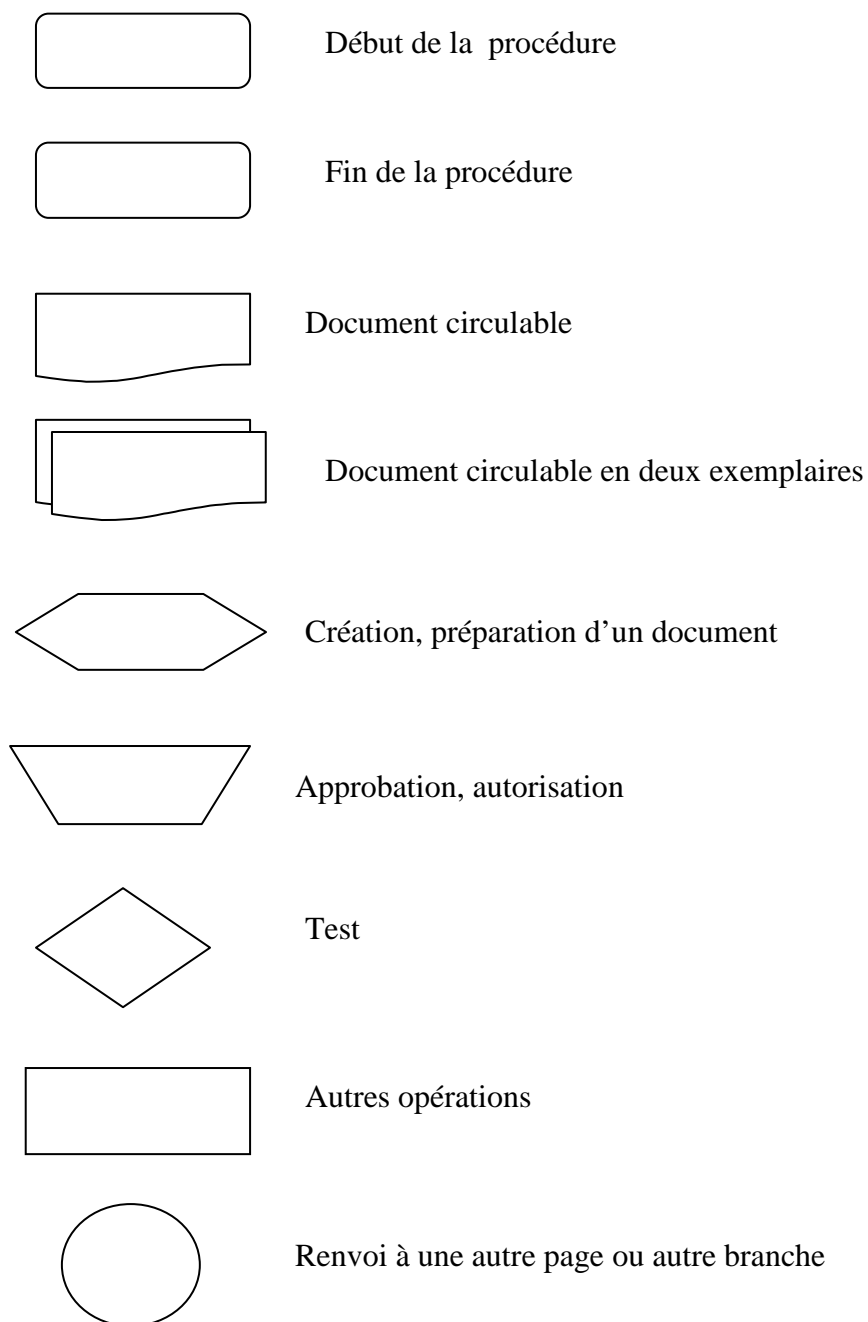 Début de la  procédure
Fin de la procédure
Document circulable
Document circulable en deux exemplaires
Création, préparation d’un document
Approbation, autorisation
Test
Autres opérations
Renvoi à une autre page ou autre branche